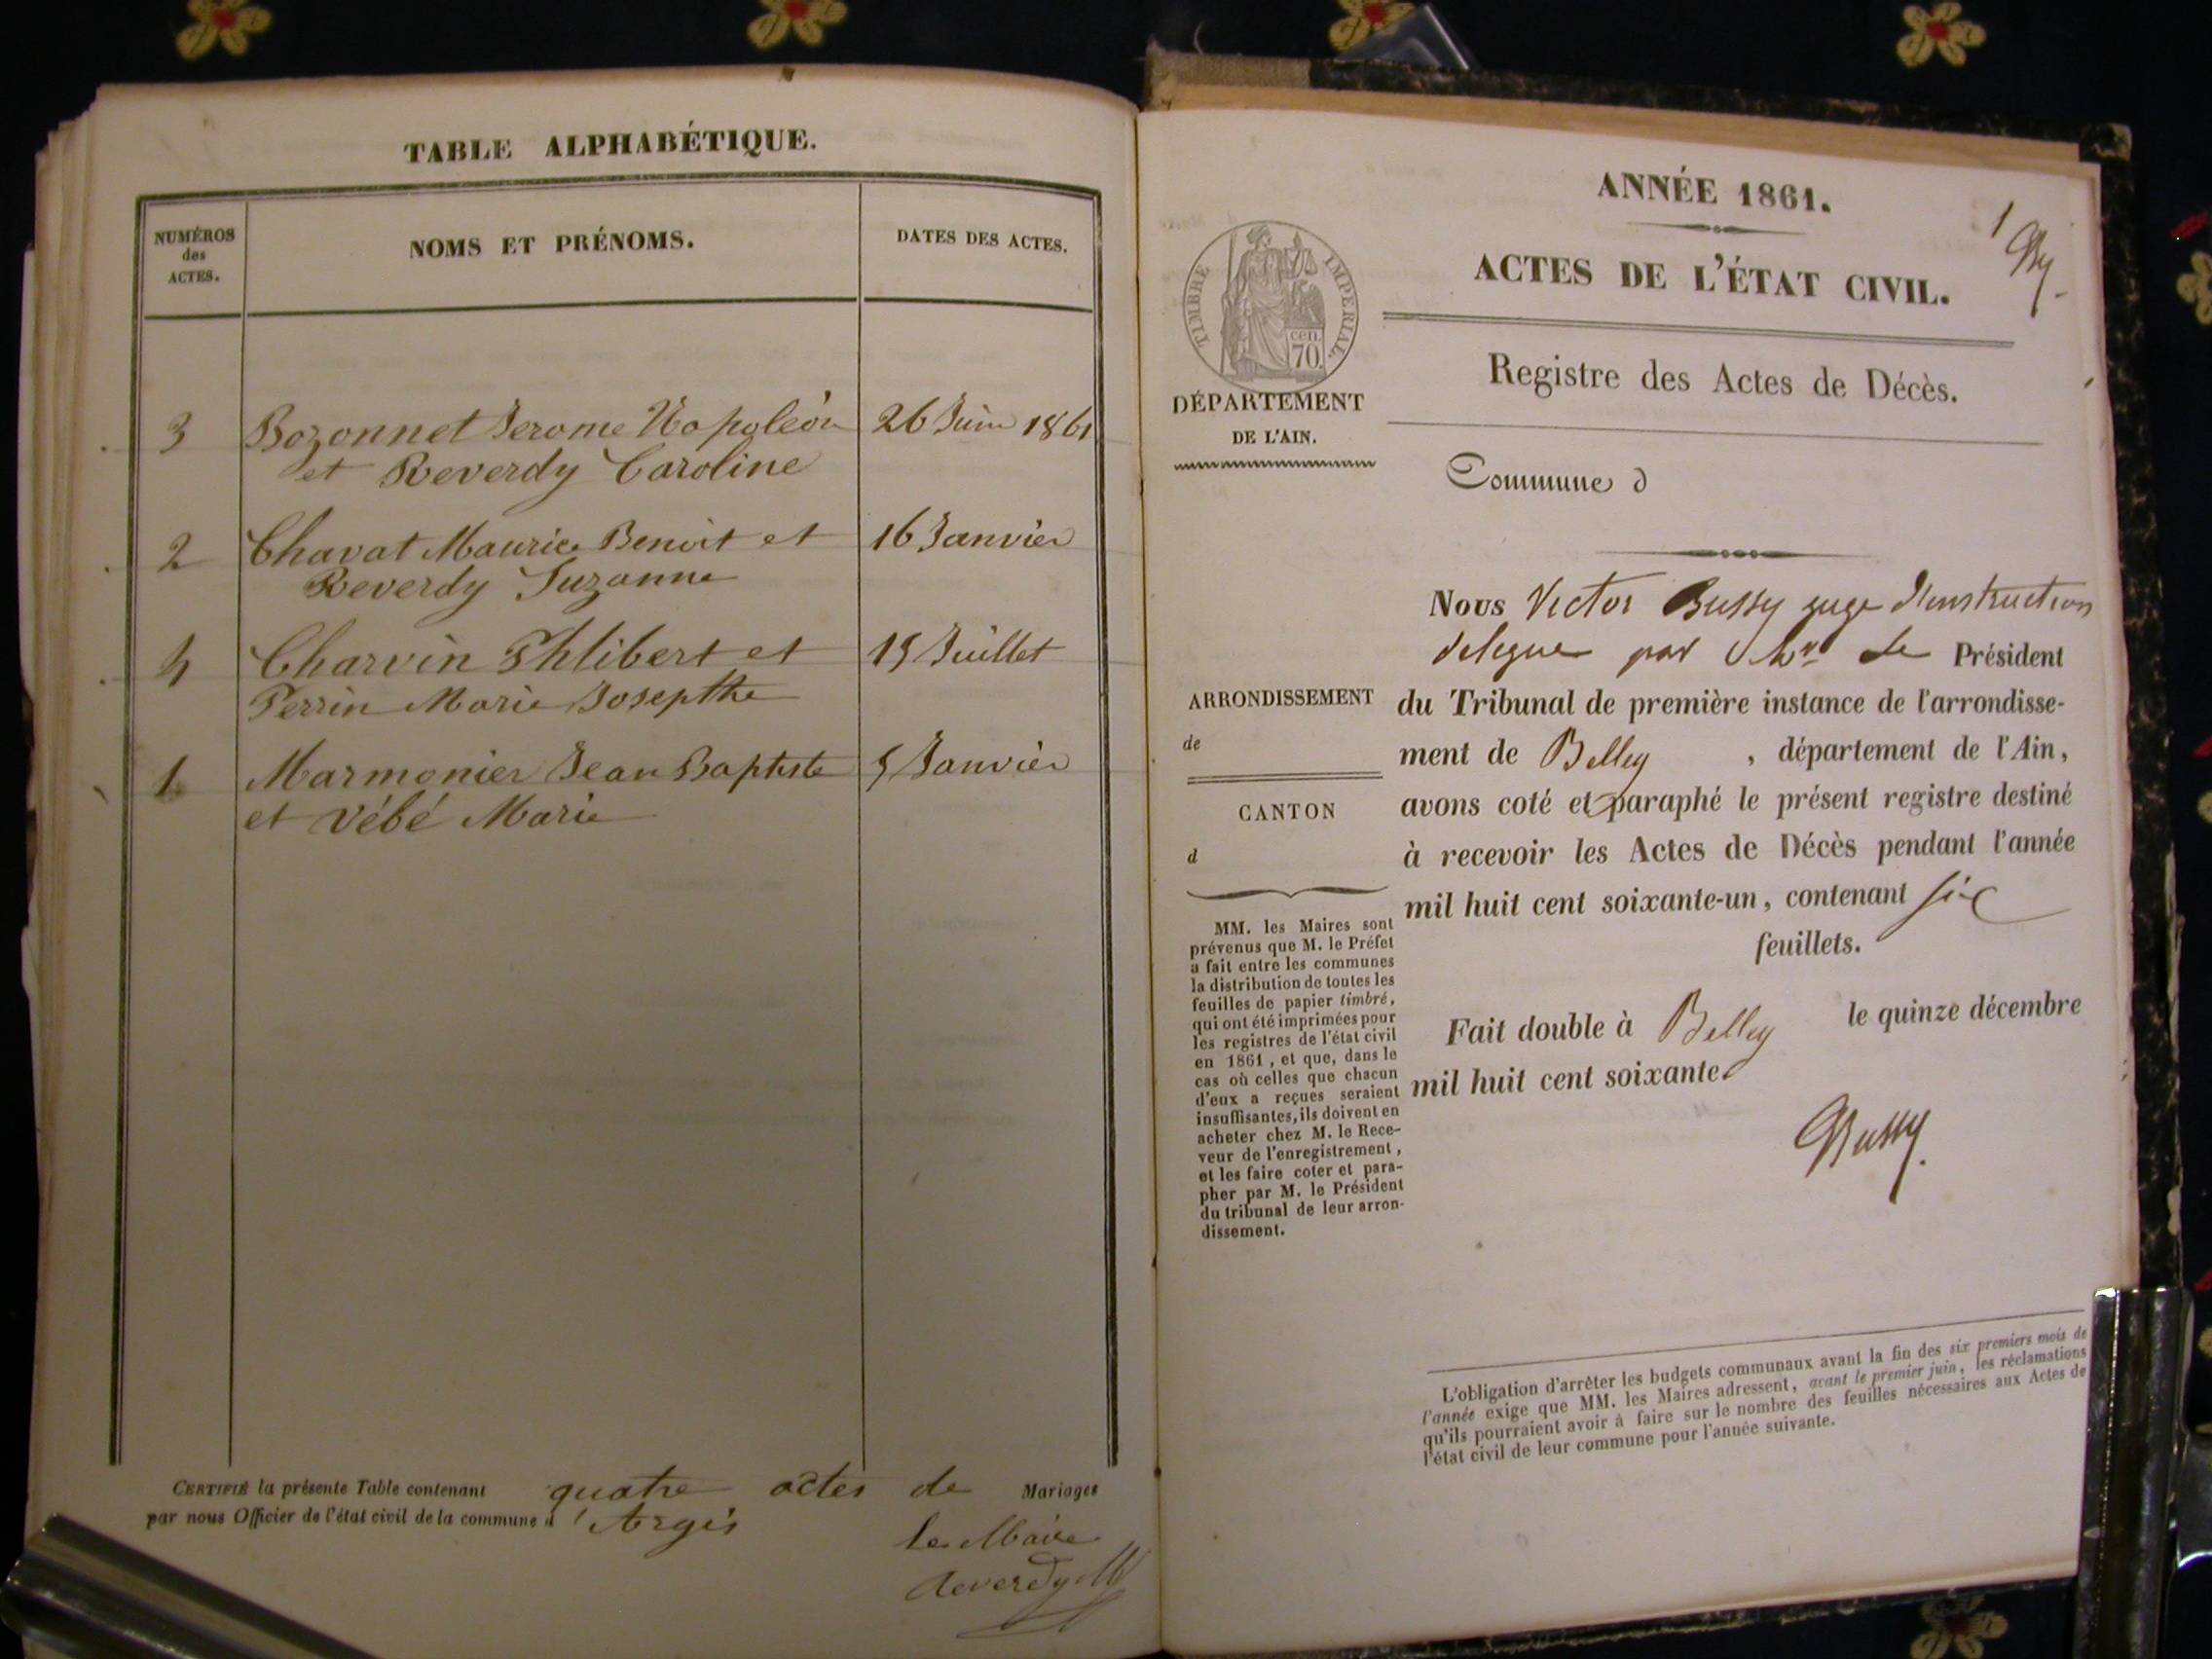 TABLE ALPHABÉTIQUE.
NUMÉROS
des
ACTES.
NOMS ET PRÉNOMS.
DATES DES ACTES.
3 Bozonnet Jerome Napoléon 26 Juin 1861
et Reverdy Caroline
2 Chavat Maurice Benoit et 16 Janvier
Reverdy Suzanne
4 Charvin Phlibert et 15 Juillet
Perrin Marie Josepthe
1 Marmonier Jean Baptiste 5 Janvier
et Vébé Marie
CERTIFIÉ la présente Table contenant quatre actes de Mariages
par nous Officier de l'état civil de la commune d'Argis
le Maire
Reverdy
ANNÉE 1861.
1
ACTES DE L'ÉTAT CIVIL.
TIMBRE IMPERIAL.
cen.
70.
Registre des Actes de Décès.
DÉPARTEMENT
DE L'AIN.
Commune d
Nous Victor Bussy juge d'instruction
delegue par Mr le Président
ARRONDISSEMENT
de
CANTON
d
du Tribunal de première instance de l'arrondisse-
ment de Belley , département de l'Ain,
avons coté et paraphé le présent registre destiné
à recevoir les Actes de Décès pendant l'année
mil huit cent soixante-un, contenant six
feuillets.
MM. les Maires sont
prévenus que M. le Préfet
a fait entre les communes
la distribution de toutes les
feuilles de papier timbré,
qui ont été imprimées pour
les registres de l'état civil
en 1861, et que, dans le
cas où celles que chacun
d'eux a reçues seraient
insuffisantes, ils doivent en
acheter chez M. le Rece-
veur de l'enregistrement,
et les faire coter et para-
pher par M. le Président
du tribunal de leur arron-
dissement.
Fait double à Belley le quinze décembre
mil huit cent soixante.
Bussy
L'obligation d'arrêter les budgets communaux avant la fin des six premiers mois de
l'année exige que MM. les Maires adressent, avant le premier juin, les réclamations
qu'ils pourraient avoir à faire sur le nombre des feuilles nécessaires aux Actes de
l'état civil de leur commune pour l'année suivante.